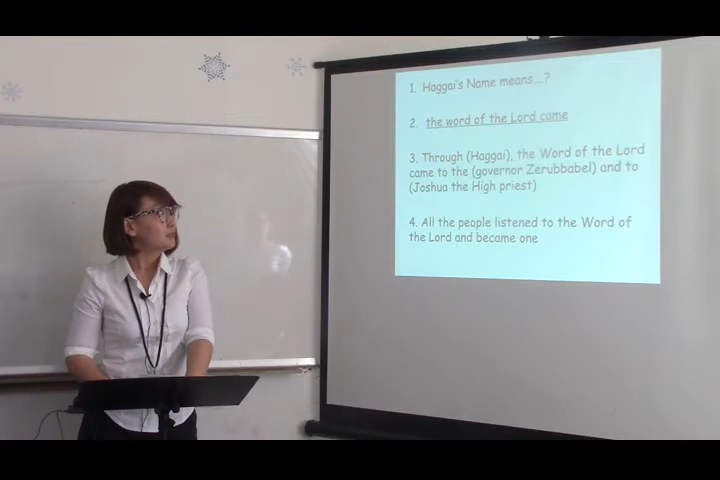 1. Haggai's Name means...?
2. the word of the Lord came
3. Through (Haggai), the Word of the Lord
came to the (governor Zerubbabel) and to
(Joshua the High priest)
4. All the people listened to the Word of
the Lord and became one